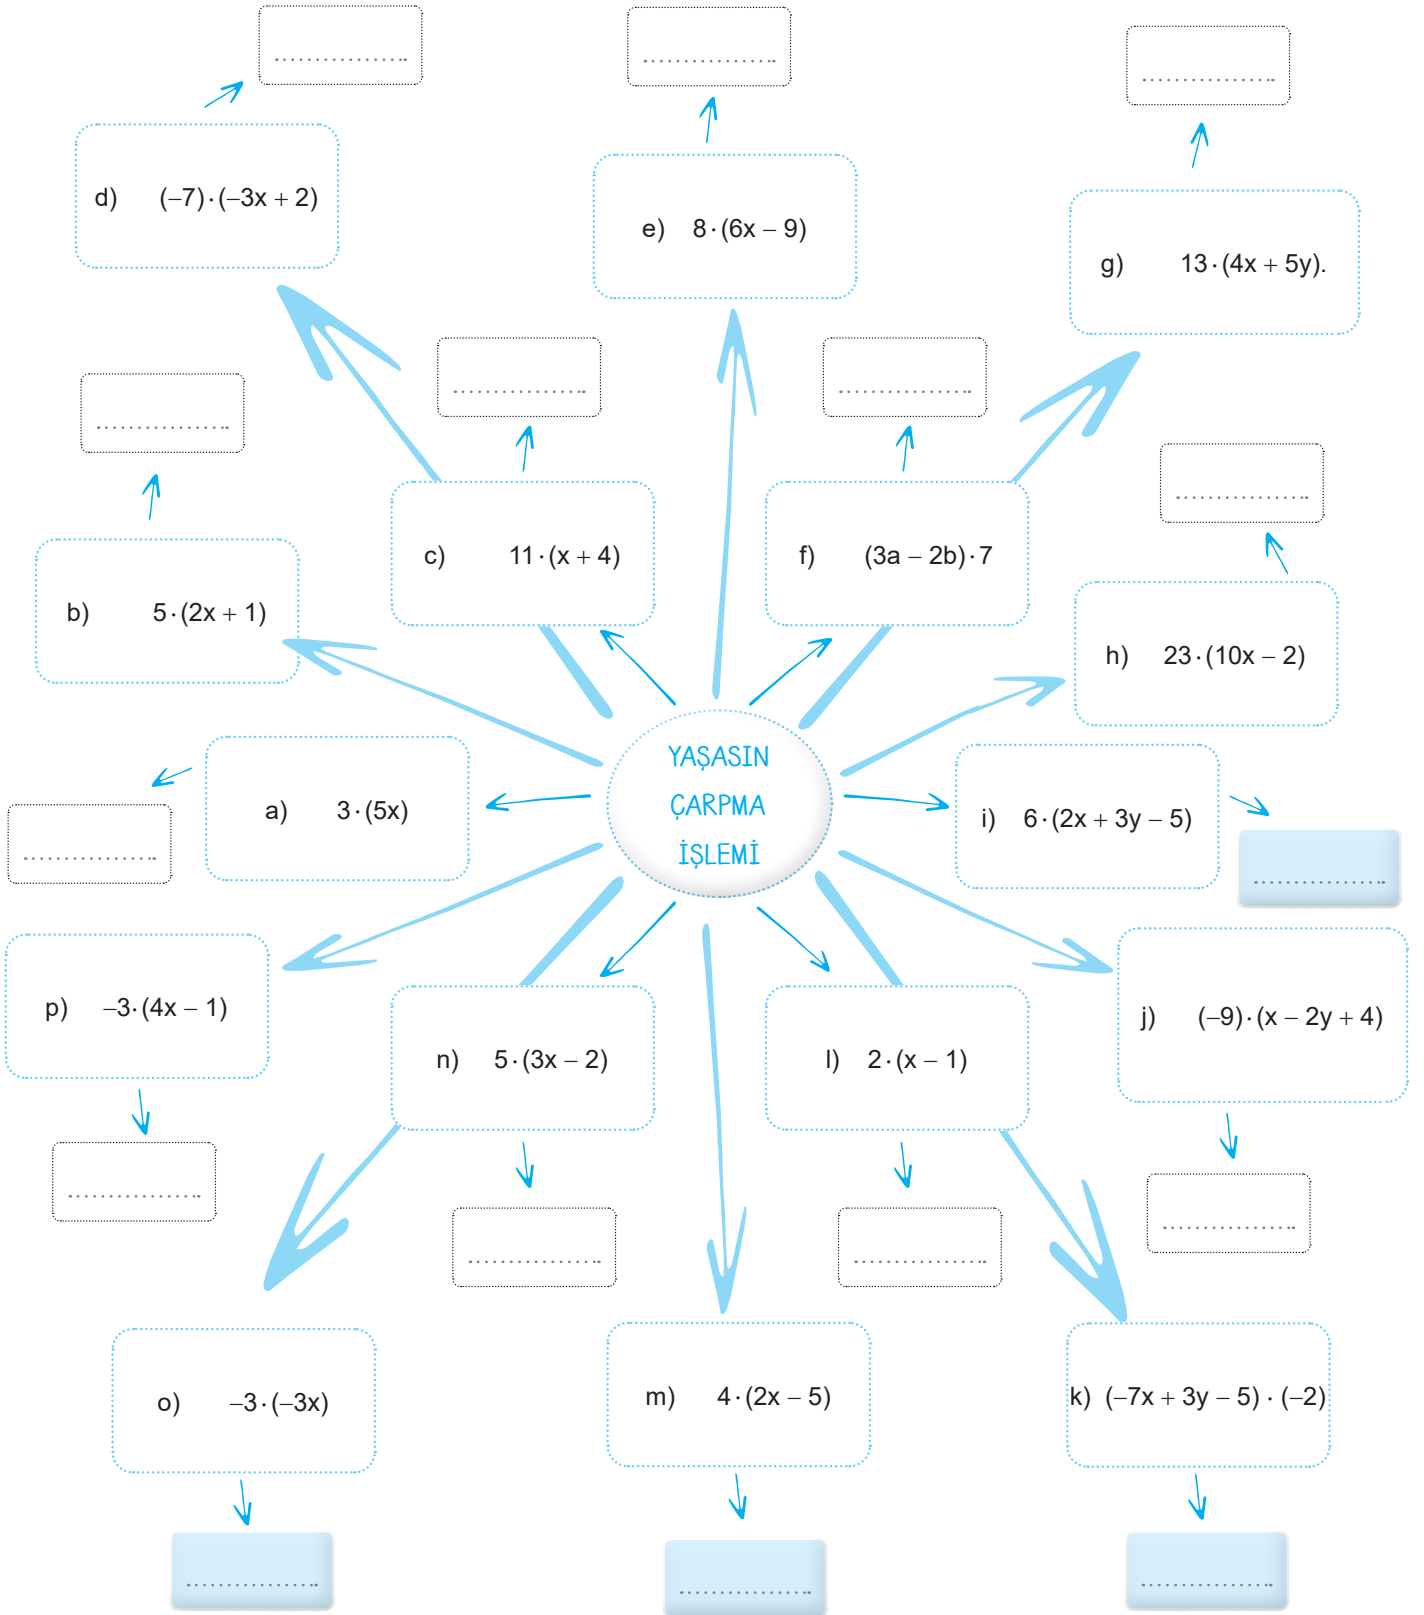 d) (–7)·(–3x + 2)
e) 8·(6x – 9)
g) 13·(4x + 5y).
c) 11·(x + 4)
f) (3a – 2b)·7
b) 5·(2x + 1)
h) 23·(10x – 2)
YAŞASIN
ÇARPMA
İŞLEMİ
a) 3·(5x)
i) 6·(2x + 3y – 5)
p) –3·(4x – 1)
n) 5·(3x – 2)
l) 2·(x – 1)
j) (–9)·(x – 2y + 4)
o) –3·(–3x)
m) 4·(2x – 5)
k) (–7x + 3y – 5) · (–2)